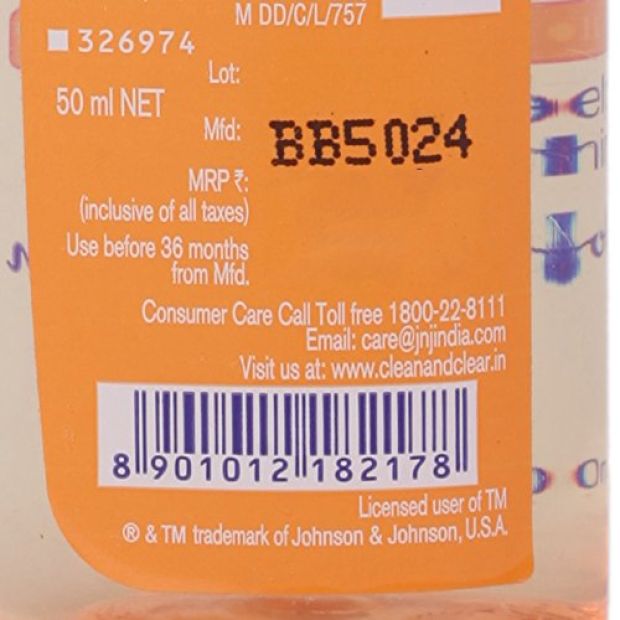 M DD/C/L/757
326974
Lot:
50 ml NET
Mfd: BB5024
MRP ₹:
(inclusive of all taxes)
Use before 36 months
from Mfd.
Consumer Care Call Toll free 1800-22-8111
Email: care@jnjindia.com
Visit us at: www.cleanandclear.in
8 901012 182178
Licensed user of TM
® & TM trademark of Johnson & Johnson, U.S.A.